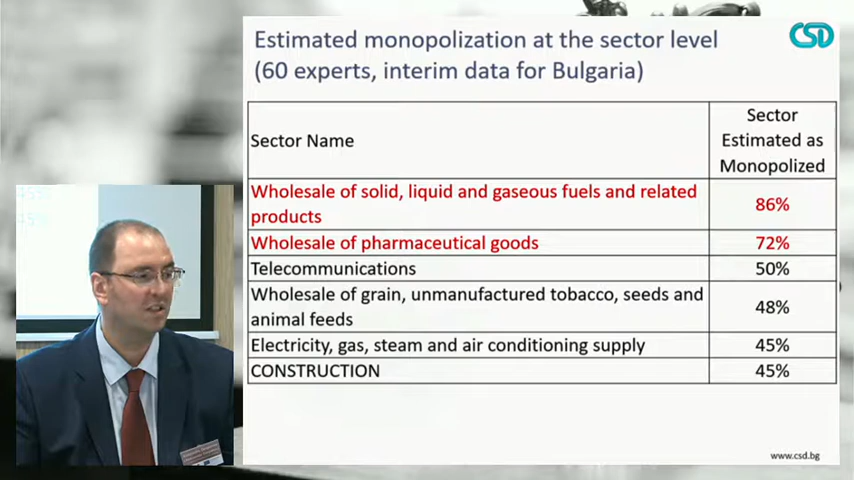 Estimated monopolization at the sector level
(60 experts, interim data for Bulgaria)
CSD
Sector Name
Sector
Estimated as
Monopolized
Wholesale of solid, liquid and gaseous fuels and related
products
86%
Wholesale of pharmaceutical goods
72%
Telecommunications
50%
Wholesale of grain, unmanufactured tobacco, seeds and
animal feeds
48%
Electricity, gas, steam and air conditioning supply
45%
CONSTRUCTION
45%
www.csd.bg